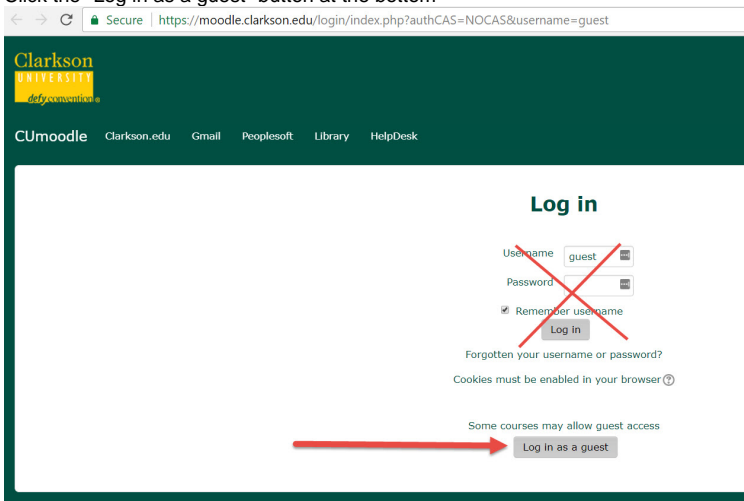 Click the "Log in as a guest" button at the bottom
Secure https://moodle.clarkson.edu/login/index.php?authCAS=NOCAS&username=guest
Clarkson
UNIVERSITY
defy convention ®
CUmoodle Clarkson.edu Gmail Peoplesoft Library HelpDesk
Log in
Username guest
Password
Remember username
Log in
Forgotten your username or password?
Cookies must be enabled in your browser ?
Some courses may allow guest access
Log in as a guest